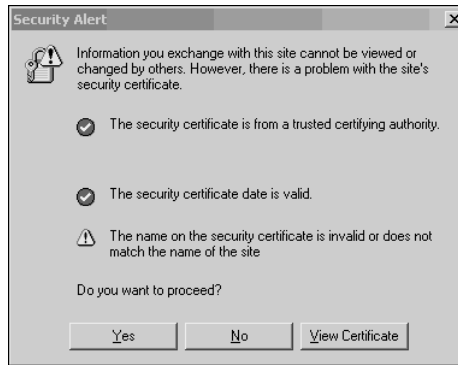 Security Alert
Information you exchange with this site cannot be viewed or
changed by others. However, there is a problem with the site's
security certificate.
The security certificate is from a trusted certifying authority.
The security certificate date is valid.
The name on the security certificate is invalid or does not
match the name of the site
Do you want to proceed?
Yes No View Certificate